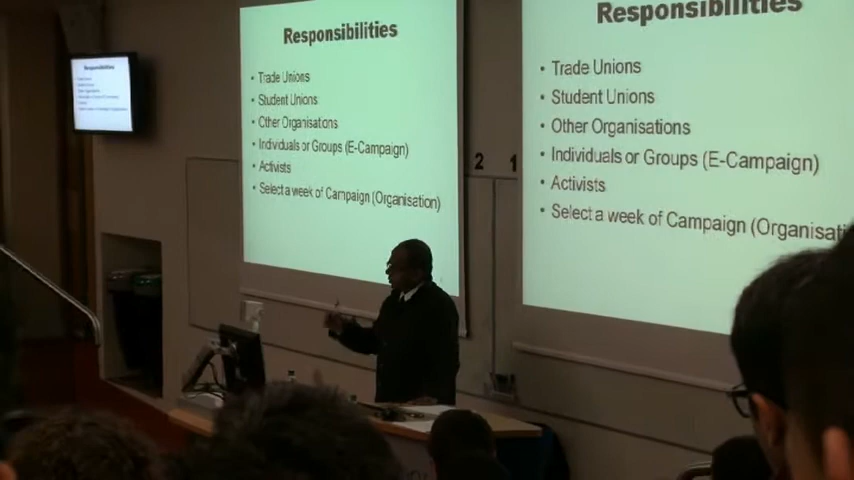 Responsibilities
• Trade Unions
• Student Unions
• Other Organisations
• Individuals or Groups (E-Campaign)
• Activists
• Select a week of Campaign (Organisation)
2 1
Responsibilities
• Trade Unions
• Student Unions
• Other Organisations
• Individuals or Groups (E-Campaign)
• Activists
• Select a week of Campaign (Organisati
Responsibilities